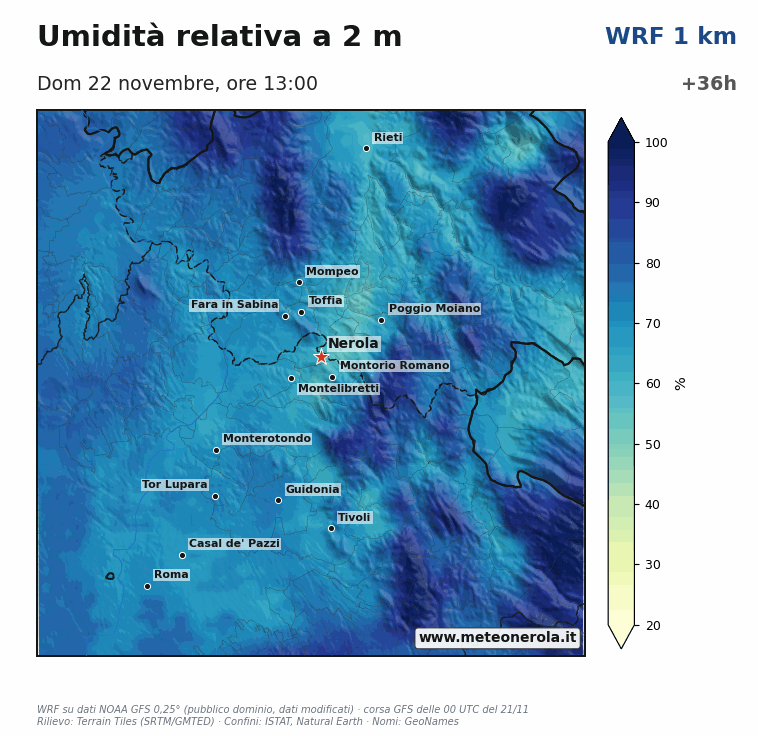 Umidità relativa a 2 m
WRF 1 km
Dom 22 novembre, ore 13:00
+36h
Rieti
Mompeo
Toffia
Fara in Sabina
Poggio Moiano
Nerola
Montorio Romano
Montelibretti
Monterotondo
Tor Lupara
Guidonia
Tivoli
Casal de' Pazzi
Roma
www.meteonerola.it
100
90
80
70
60
50
40
30
20
%
WRF su dati NOAA GFS 0,25° (pubblico dominio, dati modificati) · corsa GFS delle 00 UTC del 21/11
Rilievo: Terrain Tiles (SRTM/GMTED) · Confini: ISTAT, Natural Earth · Nomi: GeoNames